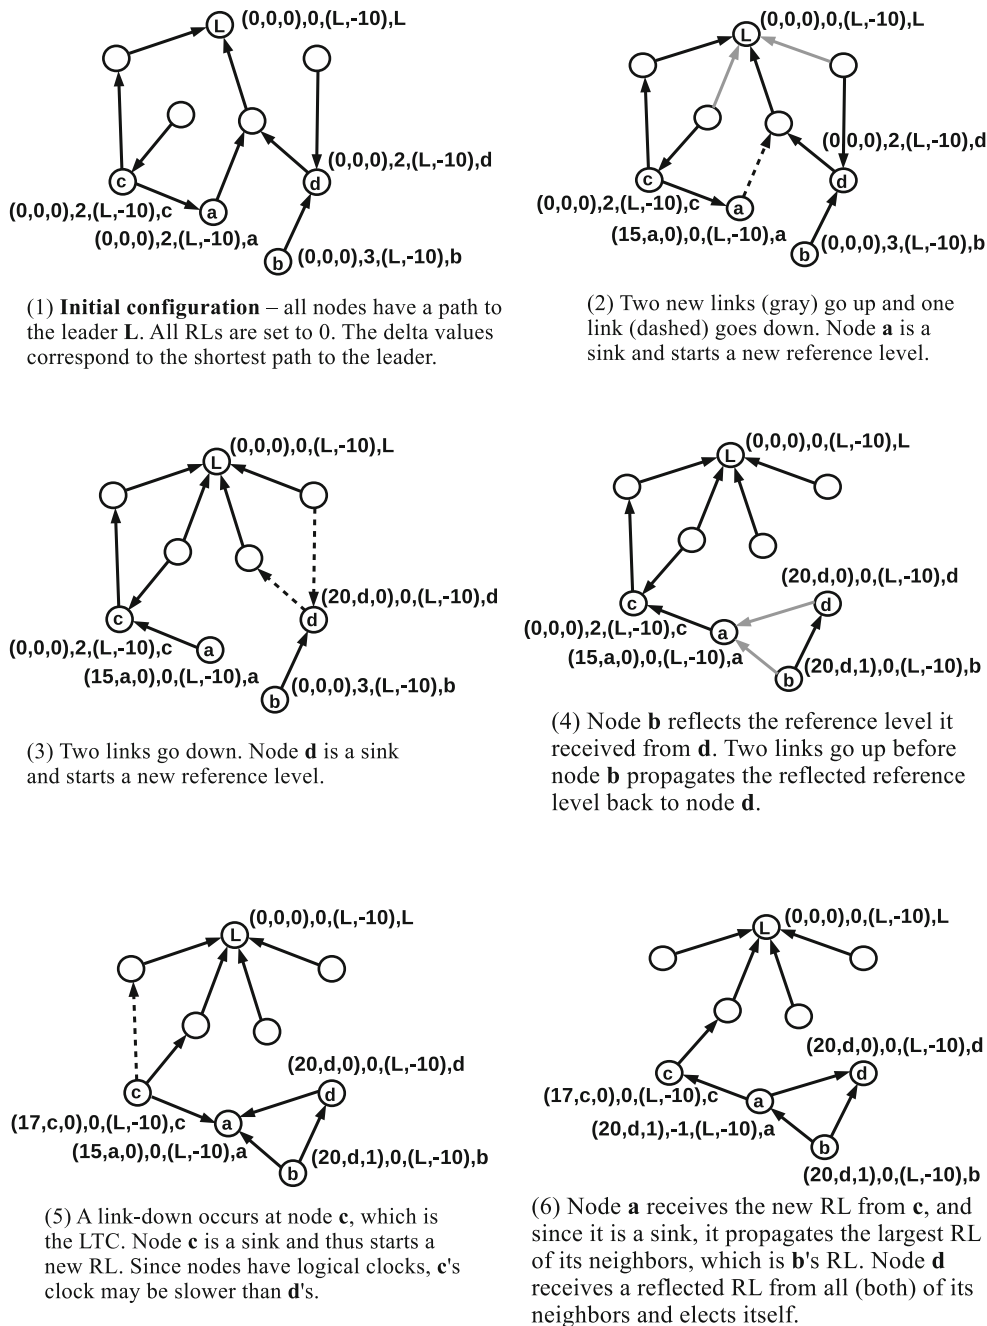 L
(0,0,0),0,(L,-10),L
(0,0,0),2,(L,-10),d
d
c
(0,0,0),2,(L,-10),c
a
(0,0,0),2,(L,-10),a
b
(0,0,0),3,(L,-10),b
(1) Initial configuration – all nodes have a path to
the leader L. All RLs are set to 0. The delta values
correspond to the shortest path to the leader.
(0,0,0),0,(L,-10),L
L
(0,0,0),2,(L,-10),d
c
d
(0,0,0),2,(L,-10),c
a
(15,a,0),0,(L,-10),a
b
(0,0,0),3,(L,-10),b
(2) Two new links (gray) go up and one
link (dashed) goes down. Node a is a
sink and starts a new reference level.
(0,0,0),0,(L,-10),L
L
(20,d,0),0,(L,-10),d
c
d
(0,0,0),2,(L,-10),c
a
(15,a,0),0,(L,-10),a
b
(0,0,0),3,(L,-10),b
(3) Two links go down. Node d is a sink
and starts a new reference level.
(0,0,0),0,(L,-10),L
L
(20,d,0),0,(L,-10),d
c
d
(0,0,0),2,(L,-10),c
a
(15,a,0),0,(L,-10),a
(20,d,1),0,(L,-10),b
b
(4) Node b reflects the reference level it
received from d. Two links go up before
node b propagates the reflected reference
level back to node d.
(0,0,0),0,(L,-10),L
L
(20,d,0),0,(L,-10),d
c
d
(17,c,0),0,(L,-10),c
a
(15,a,0),0,(L,-10),a
(20,d,1),0,(L,-10),b
b
(5) A link-down occurs at node c, which is
the LTC. Node c is a sink and thus starts a
new RL. Since nodes have logical clocks, c's
clock may be slower than d's.
(0,0,0),0,(L,-10),L
L
(20,d,0),0,(L,-10),d
c
d
(17,c,0),0,(L,-10),c
a
(20,d,1),-1,(L,-10),a
b
(20,d,1),0,(L,-10),b
(6) Node a receives the new RL from c, and
since it is a sink, it propagates the largest RL
of its neighbors, which is b's RL. Node d
receives a reflected RL from all (both) of its
neighbors and elects itself.